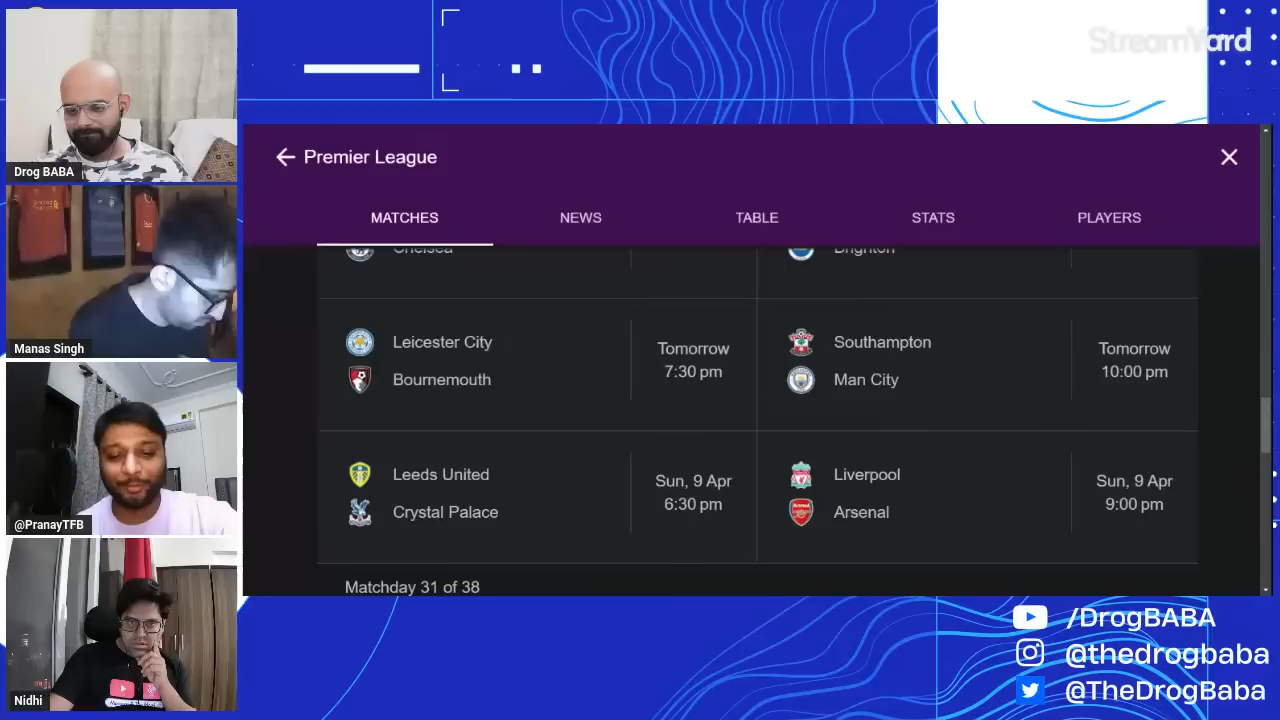 StreamYard
Drog BABA
Manas Singh
@PranayTFB
Nidhi
Premier League
MATCHES
NEWS
TABLE
STATS
PLAYERS
Chelsea
Brighton
Leicester City
Bournemouth
Tomorrow
7:30 pm
Southampton
Man City
Tomorrow
10:00 pm
Leeds United
Crystal Palace
Sun, 9 Apr
6:30 pm
Liverpool
Arsenal
Sun, 9 Apr
9:00 pm
Matchday 31 of 38
/DrogBABA
@thedrogbaba
@TheDrogBaba